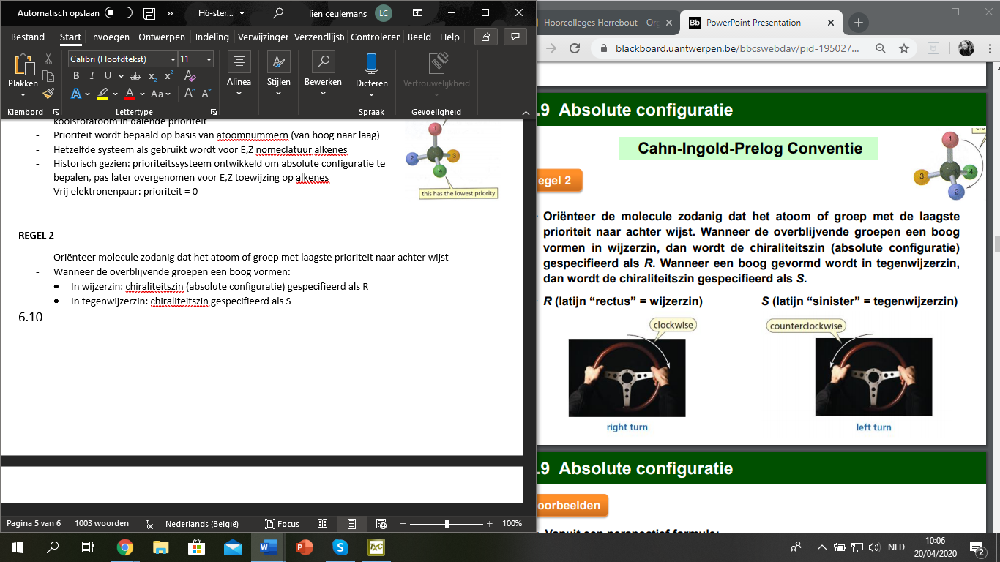 Automatisch opslaan
H6-ster...
lien ceulemans
LC
Bestand Start Invoegen Ontwerpen Indeling Verwijzinger Verzendlijste Controleren Beeld Help
Plakken
Klembord
Calibri (Hoofdtekst) 11
B I U ab x₂ x²
A A Aa A A
Lettertype
Alinea
Stijlen
Bewerken
Dicteren
Spraak
Vertrouwelijkheid
Gevoeligheid
koolstofatoom in dalende prioriteit
- Prioriteit wordt bepaald op basis van atoomnummern (van hoog naar laag)
- Hetzelfde systeem als gebruikt wordt voor E,Z nomeclatuur alkenes
- Historisch gezien: prioriteitssysteem ontwikkeld om absolute configuratie te
bepalen, pas later overgenomen voor E,Z toewijzing op alkenes
- Vrij elektronenpaar: prioriteit = 0
1
2
3
4
this has the lowest priority
REGEL 2
- Oriënteer molecule zodanig dat het atoom of groep met laagste prioriteit naar achter wijst
- Wanneer de overblijvende groepen een boog vormen:
• In wijzerzin: chiraliteitszin (absolute configuratie) gespecifieerd als R
• In tegenwijzerzin: chiraliteitszin gespecifieerd als S
6.10
Pagina 5 van 6 1003 woorden Nederlands (België) Focus 100%
Hoorcolleges Herrebout – Org
Bb PowerPoint Presentation
blackboard.uantwerpen.be/bbcswebdav/pid-195027...
.9 Absolute configuratie
Cahn-Ingold-Prelog Conventie
1
3
4
2
egel 2
Oriënteer de molecule zodanig dat het atoom of groep met de laagste
prioriteit naar achter wijst. Wanneer de overblijvende groepen een boog
vormen in wijzerzin, dan wordt de chiraliteitszin (absolute configuratie)
gespecifieerd als R. Wanneer een boog gevormd wordt in tegenwijzerzin,
dan wordt de chiraliteitszin gespecifieerd als S.
R (latijn “rectus” = wijzerzin) S (latijn “sinister” = tegenwijzerzin)
clockwise
counterclockwise
right turn
left turn
.9 Absolute configuratie
oorbeelden
Vanuit een perspectief formule:
NLD
10:06
20/04/2020
2